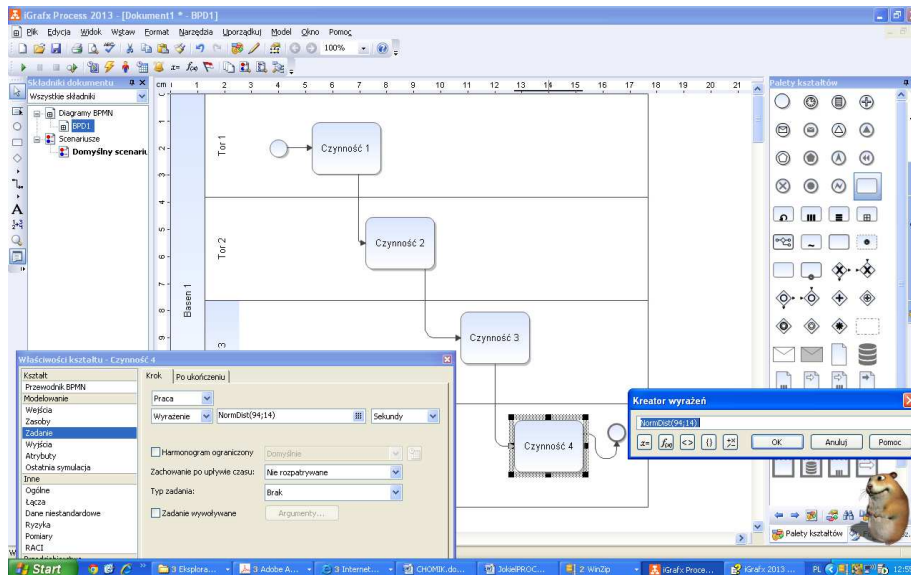 iGrafx Process 2013 - [Dokument1 * - BPD1]
Plik Edycja Widok Wstaw Format Narzędzia Uporządkuj Model Okno Pomoc
100%
Składniki dokumentu
Wszystkie składniki
Diagramy BPMN
BPD1
Scenariusze
Domyślny scenariu
cm 1 2 3 4 5 6 7 8 9 10 11 12 13 14 15 16 17 18 19 20 21
Basen 1
Tor 1
Czynność 1
Tor 2
Czynność 2
3
Czynność 3
Czynność 4
Palety kształtów
Właściwości kształtu - Czynność 4
Kształt
Przewodnik BPMN
Modelowanie
Wejścia
Zasoby
Zadanie
Wyjścia
Atrybuty
Ostatnia symulacja
Inne
Ogólne
Łącza
Dane niestandardowe
Ryzyka
Pomiary
RACI
Krok Po ukończeniu
Praca
Wyrażenie NormDist(94;14) Sekundy
Harmonogram ograniczony Domyślnie
Zachowanie po upływie czasu: Nie rozpatrywane
Typ zadania: Brak
Zadanie wywoływane Argumenty...
Kreator wyrażeń
NormDist(94;14)
OK Anuluj Pomoc
Palety kształtów
Start 3 Eksplora... 3 Adobe A... 3 Internet... CHOMIK.do... JokielPROC... 2 WinZip iGrafx Proce... iGrafx 2013 ... PL 12:55